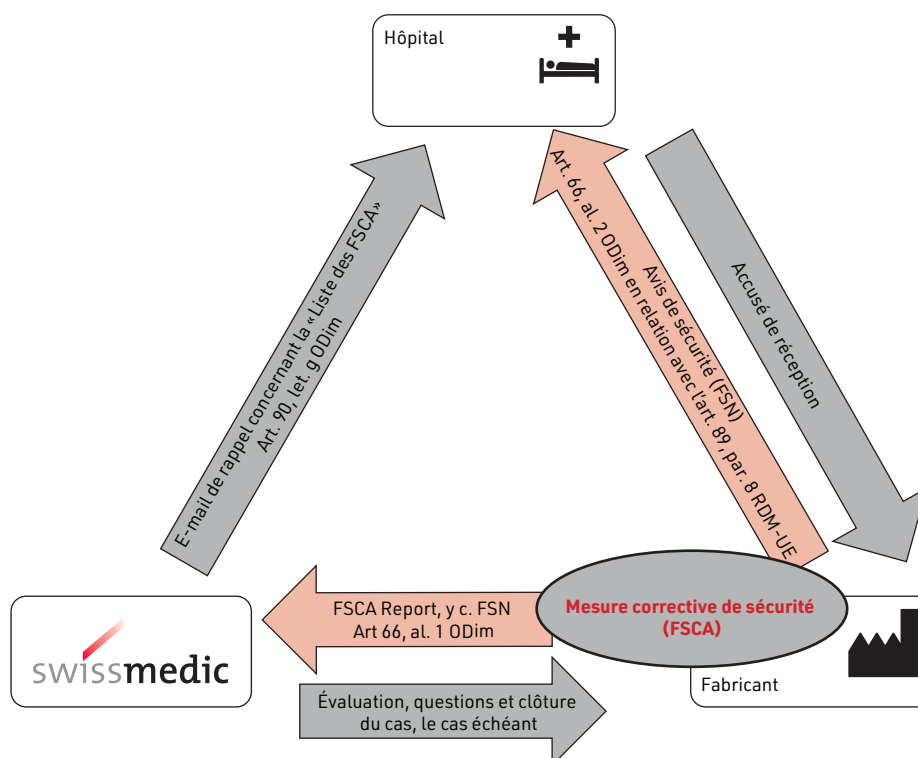 Hôpital
E-mail de rappel concernant la « Liste des FSCA»
Art. 90, let. g ODim
Art. 66, al. 2 ODim en relation avec l'art. 89, par. 8 RDM-UE
Avis de sécurité (FSN)
Accusé de réception
swissmedic
FSCA Report, y c. FSN
Art 66, al. 1 ODim
Mesure corrective de sécurité
(FSCA)
Fabricant
Évaluation, questions et clôture
du cas, le cas échéant